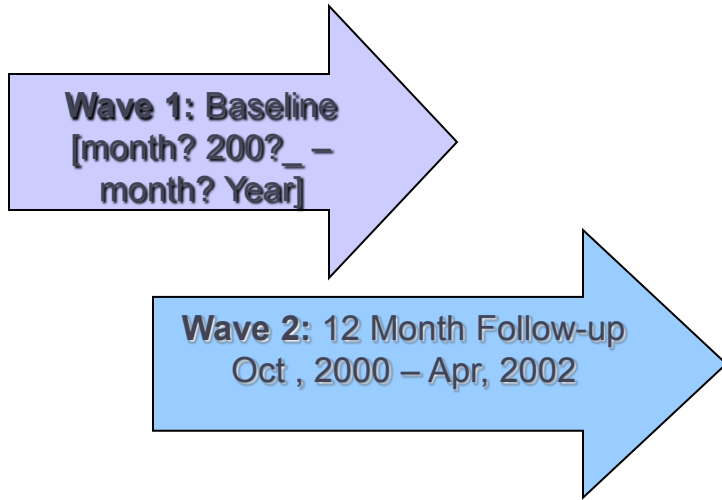 Wave 1: Baseline
[month? 200?_ –
month? Year]
Wave 2: 12 Month Follow-up
Oct , 2000 – Apr, 2002